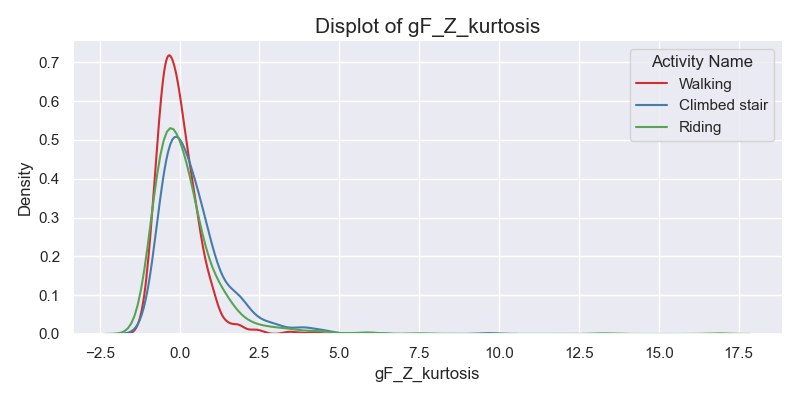 Displot of gF_Z_kurtosis
Activity Name
Walking
Climbed stair
Riding
Density
0.7
0.6
0.5
0.4
0.3
0.2
0.1
0.0
−2.5 0.0 2.5 5.0 7.5 10.0 12.5 15.0 17.5
gF_Z_kurtosis